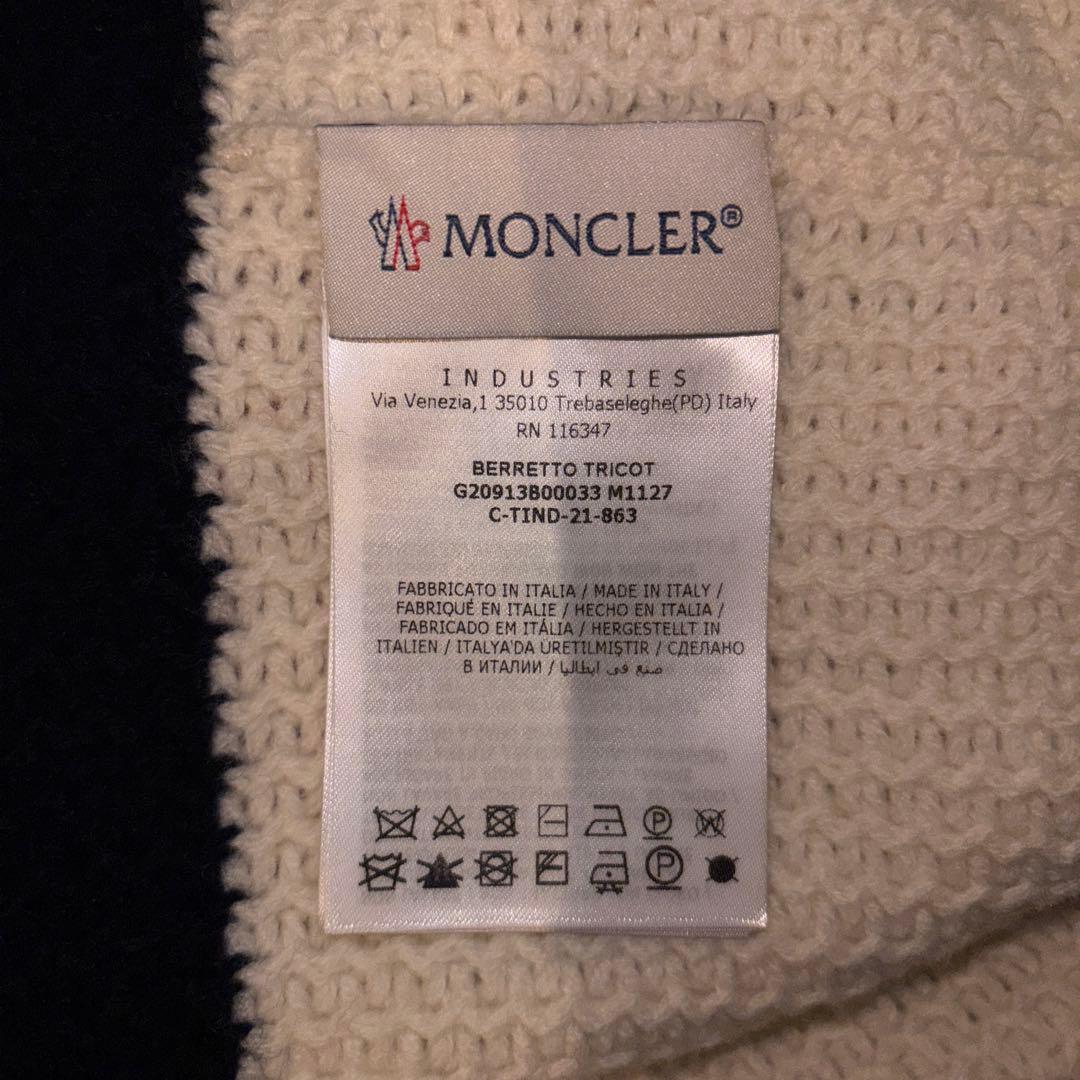 MONCLER®
INDUSTRIES
Via Venezia,1 35010 Trebaseleghe(PD) Italy
RN 116347
BERRETTO TRICOT
G20913B00033 M1127
C-TIND-21-863
FABBRICATO IN ITALIA / MADE IN ITALY /
FABRIQUÉ EN ITALIE / HECHO EN ITALIA /
FABRICADO EM ITÁLIA / HERGESTELLT IN
ITALIEN / ITALYA'DA ÜRETILMIŞTIR / СДЕЛАНО
В ИТАЛИИ / صنع في ايطاليا
P W
P